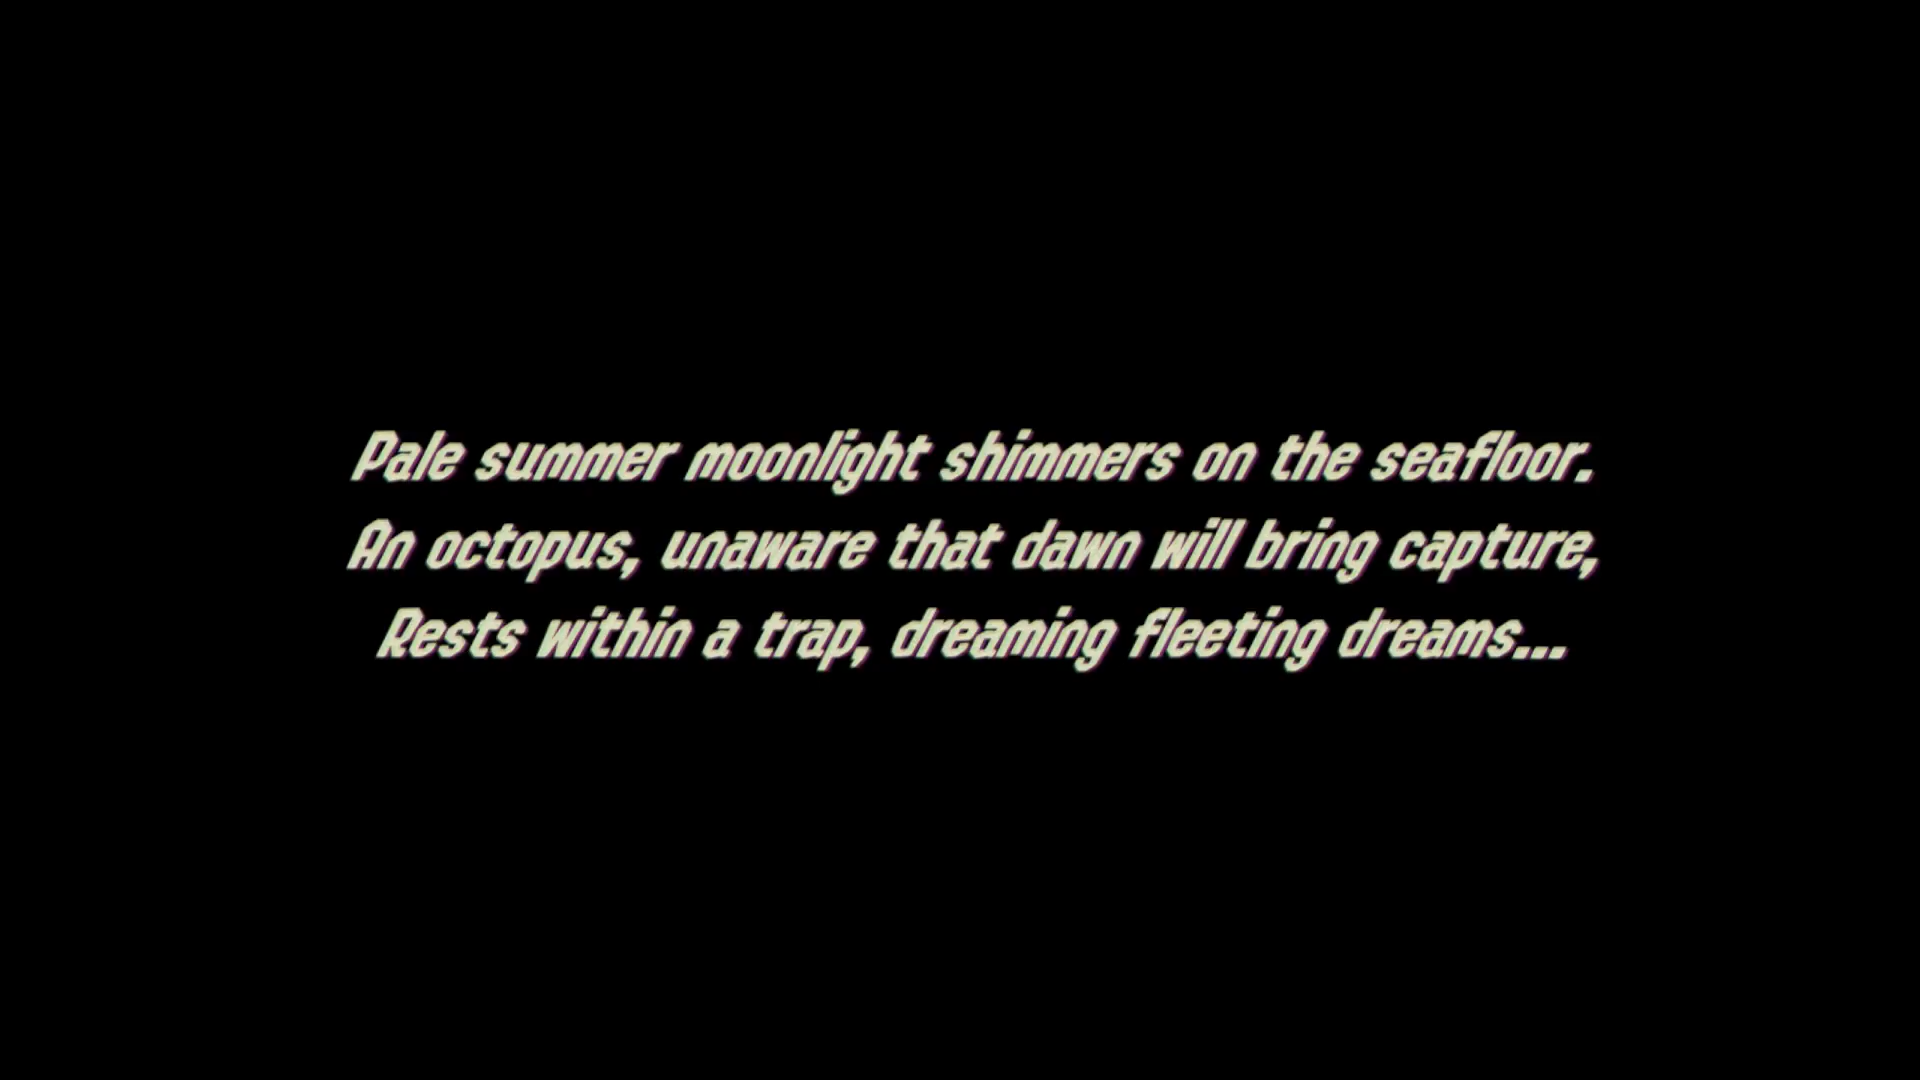 Pale summer moonlight shimmers on the seafloor.
An octopus, unaware that dawn will bring capture,
Rests within a trap, dreaming fleeting dreams...